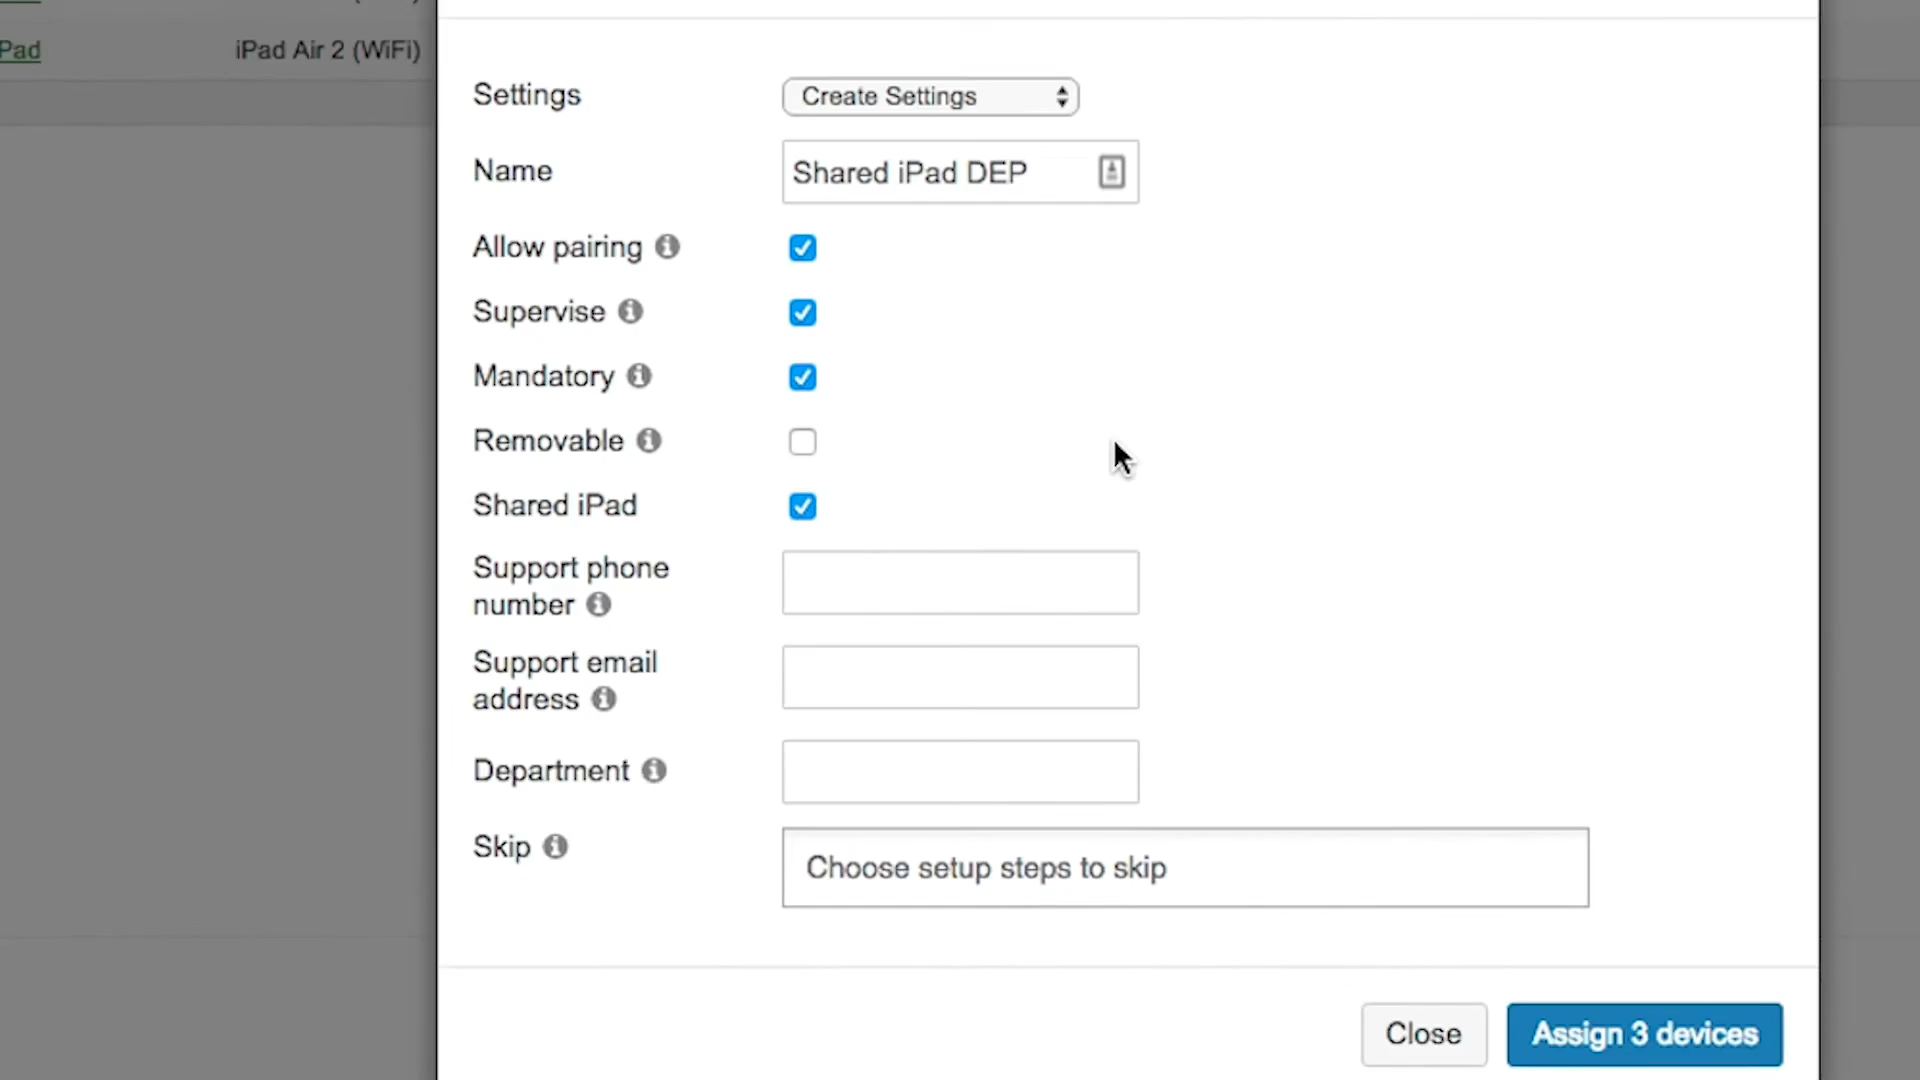 Pad
iPad Air 2 (WiFi)
Settings
Create Settings
Name
Shared iPad DEP
Allow pairing
Supervise
Mandatory
Removable
Shared iPad
Support phone
number
Support email
address
Department
Skip
Choose setup steps to skip
Close
Assign 3 devices